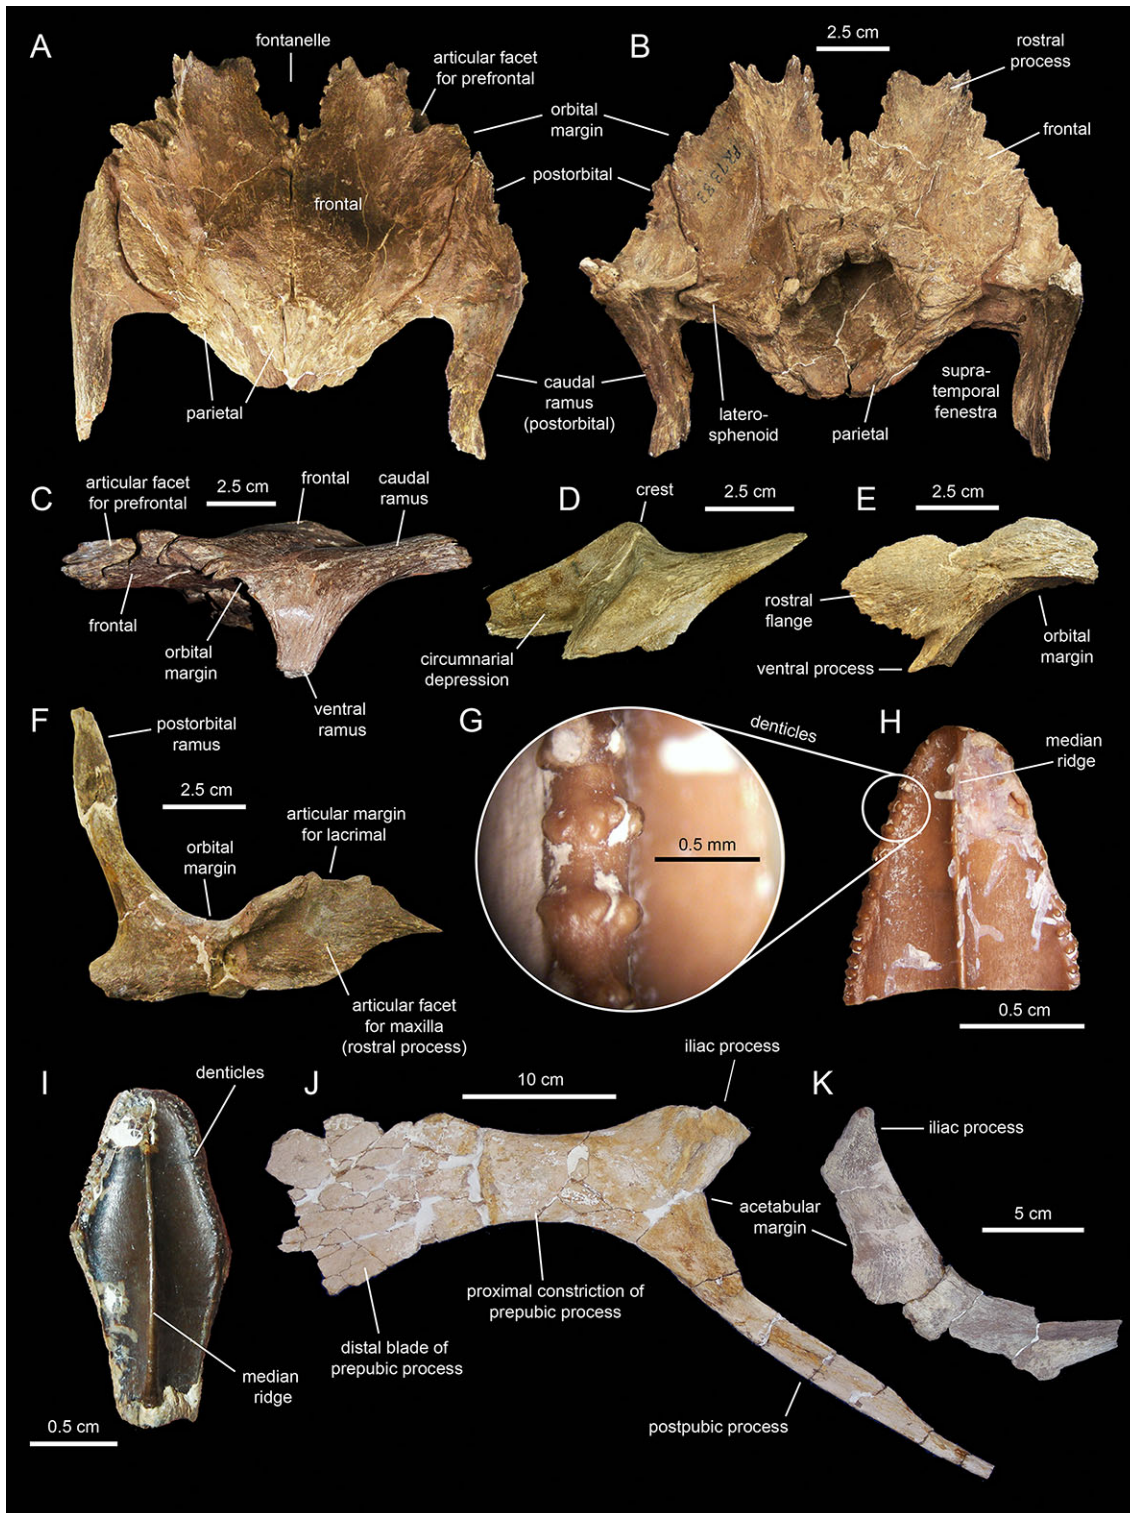 A
fontanelle
articular facet
for prefrontal
B
2.5 cm
rostral
process
orbital
margin
frontal
postorbital
frontal
parietal
caudal
ramus
(postorbital)
latero-
sphenoid
parietal
supra-
temporal
fenestra
C
articular facet
for prefrontal
2.5 cm
frontal
caudal
ramus
frontal
orbital
margin
ventral
ramus
D
crest
2.5 cm
circumnarial
depression
E
2.5 cm
rostral
flange
ventral process
orbital
margin
F
postorbital
ramus
2.5 cm
orbital
margin
articular margin
for lacrimal
articular facet
for maxilla
(rostral process)
G
denticles
0.5 mm
H
median
ridge
0.5 cm
I
denticles
median
ridge
0.5 cm
J
10 cm
iliac process
acetabular
margin
proximal constriction of
prepubic process
distal blade of
prepubic process
postpubic process
K
iliac process
5 cm